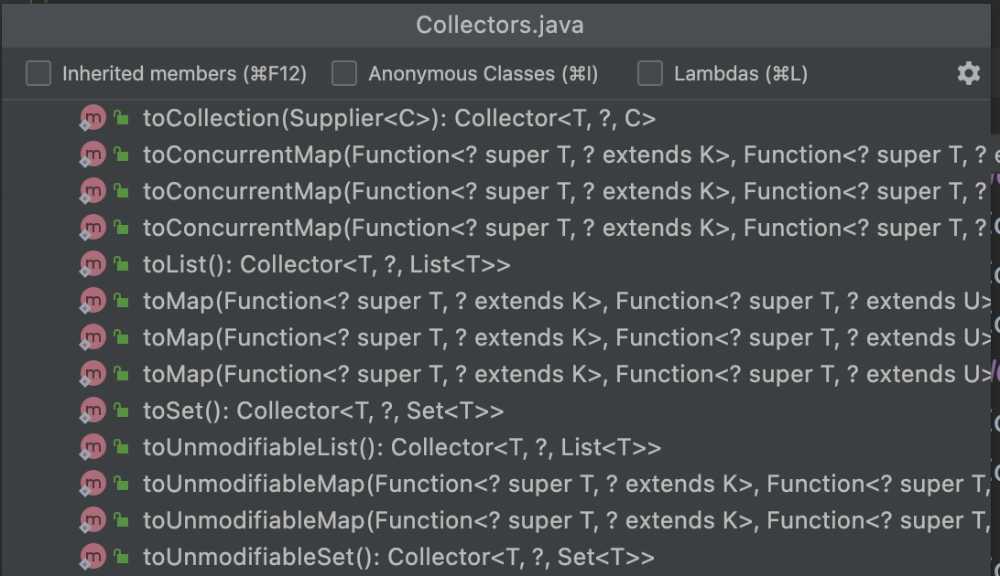 Collectors.java
Inherited members (⌘F12) Anonymous Classes (⌘I) Lambdas (⌘L)
toCollection(Supplier<C>): Collector<T, ?, C>
toConcurrentMap(Function<? super T, ? extends K>, Function<? super T, ? e
toConcurrentMap(Function<? super T, ? extends K>, Function<? super T, ?
toConcurrentMap(Function<? super T, ? extends K>, Function<? super T, ?
toList(): Collector<T, ?, List<T>>
toMap(Function<? super T, ? extends K>, Function<? super T, ? extends U>
toMap(Function<? super T, ? extends K>, Function<? super T, ? extends U>
toMap(Function<? super T, ? extends K>, Function<? super T, ? extends U>
toSet(): Collector<T, ?, Set<T>>
toUnmodifiableList(): Collector<T, ?, List<T>>
toUnmodifiableMap(Function<? super T, ? extends K>, Function<? super T,
toUnmodifiableMap(Function<? super T, ? extends K>, Function<? super T,
toUnmodifiableSet(): Collector<T, ?, Set<T>>